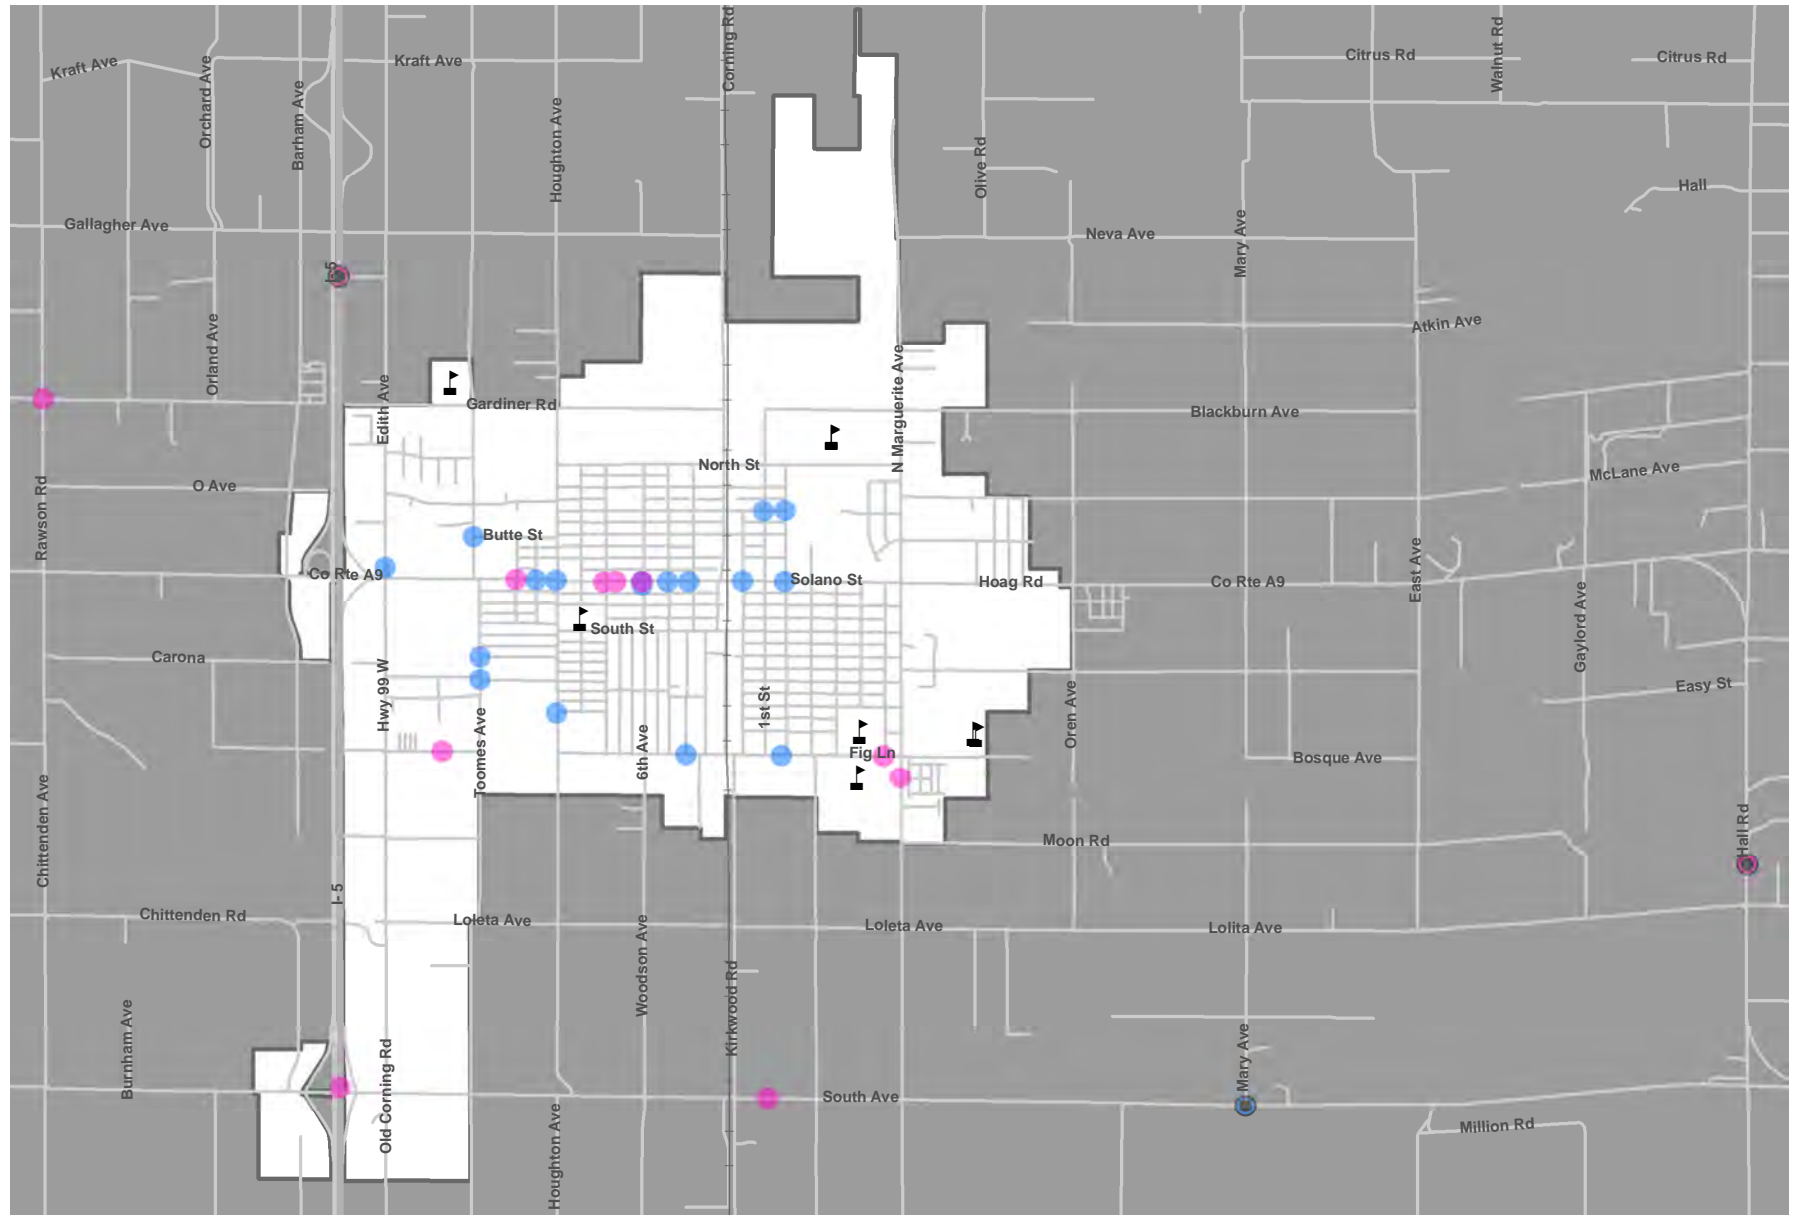 Corning Rd
Walnut Rd
Citrus Rd
Citrus Rd
Kraft Ave
Kraft Ave
Orchard Ave
Barham Ave
Houghton Ave
Olive Rd
Hall
Gallagher Ave
Neva Ave
Mary Ave
I- 5
Orland Ave
Atkin Ave
Edith Ave
N Marguerite Ave
Gardiner Rd
Blackburn Ave
North St
McLane Ave
O Ave
Rawson Rd
Butte St
Co Rte A9
Solano St
Hoag Rd
Co Rte A9
East Ave
Gaylord Ave
South St
Carona
Hwy 99 W
Easy St
1st St
Oren Ave
Toomes Ave
6th Ave
Fig Ln
Bosque Ave
Chittenden Ave
Moon Rd
Hall Rd
I- 5
Chittenden Rd
Loleta Ave
Loleta Ave
Lolita Ave
Woodson Ave
Kirkwood Rd
Burnham Ave
Old Corning Rd
Mary Ave
South Ave
Million Rd
Houghton Ave